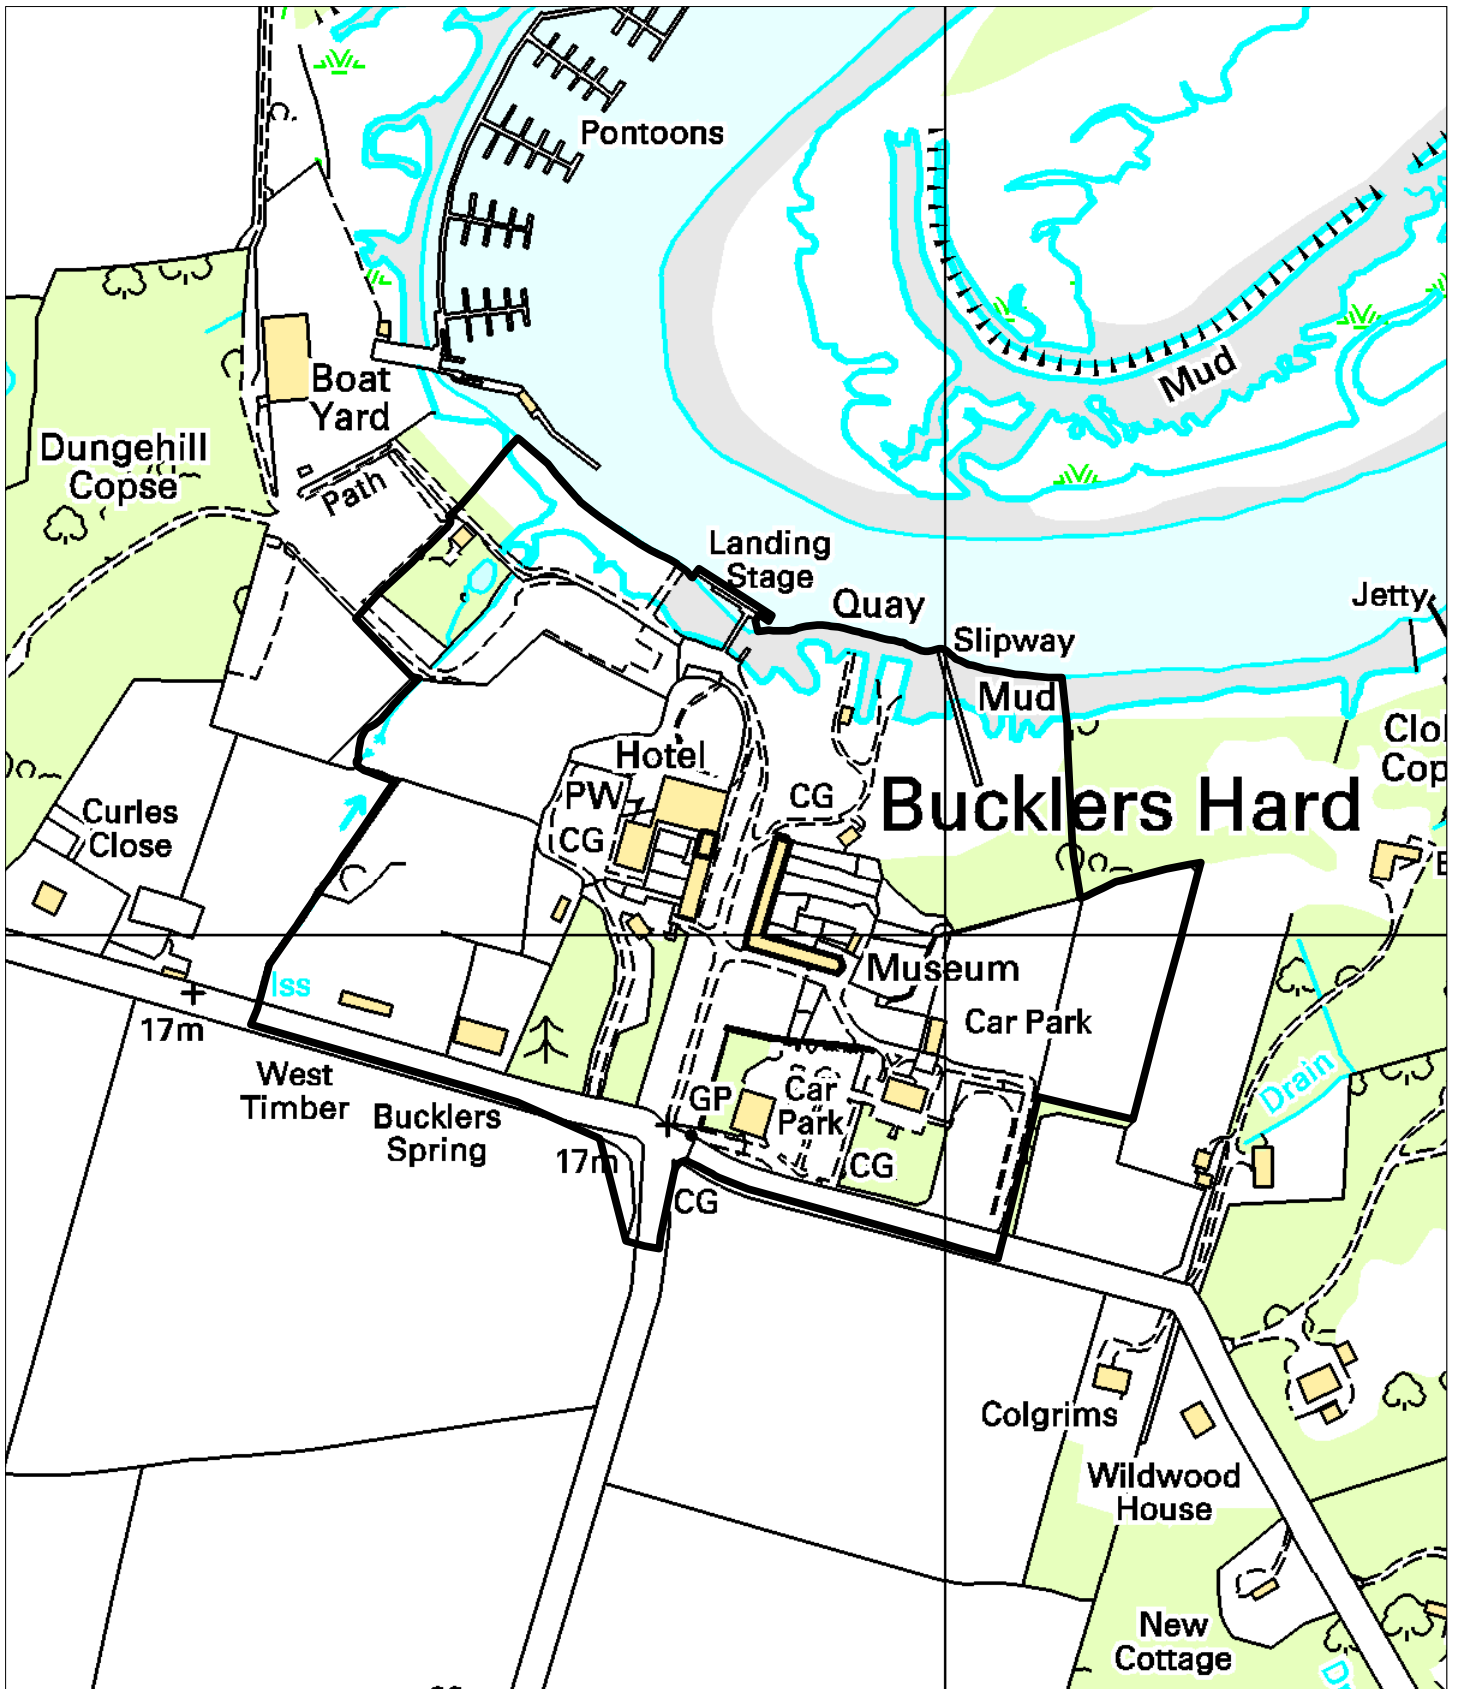 Pontoons
Mud
Boat
Yard
Dungehill
Copse
Path
Landing
Stage
Quay
Jetty
Slipway
Mud
Hotel
PW
CG
CG
Bucklers Hard
Curles
Close
Museum
Iss
17m
Car Park
West
Timber
Bucklers
Spring
GP
Car
Park
Drain
17m
CG
CG
Colgrims
Wildwood
House
New
Cottage